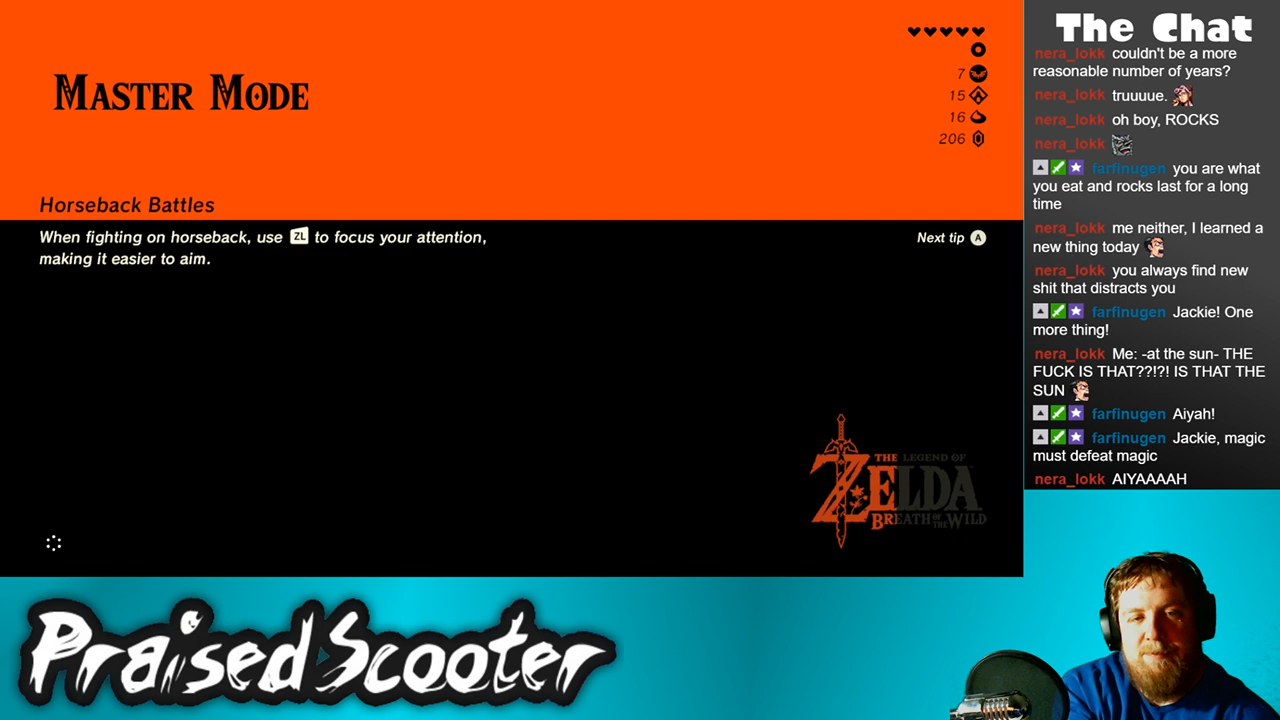 MASTER MODE
7
15
16
206
Horseback Battles
When fighting on horseback, use ZL to focus your attention,
making it easier to aim.
Next tip A
THE LEGEND OF
ZELDA
BREATH OF THE WILD
PraisedScooter
The Chat
nera_lokk couldn't be a more
reasonable number of years?
nera_lokk truuuue.
nera_lokk oh boy, ROCKS
nera_lokk
farfinugen you are what
you eat and rocks last for a long
time
nera_lokk me neither, I learned a
new thing today
nera_lokk you always find new
shit that distracts you
farfinugen Jackie! One
more thing!
nera_lokk Me: -at the sun- THE
FUCK IS THAT??!?! IS THAT THE
SUN
farfinugen Aiyah!
farfinugen Jackie, magic
must defeat magic
nera_lokk AIYAAAAH